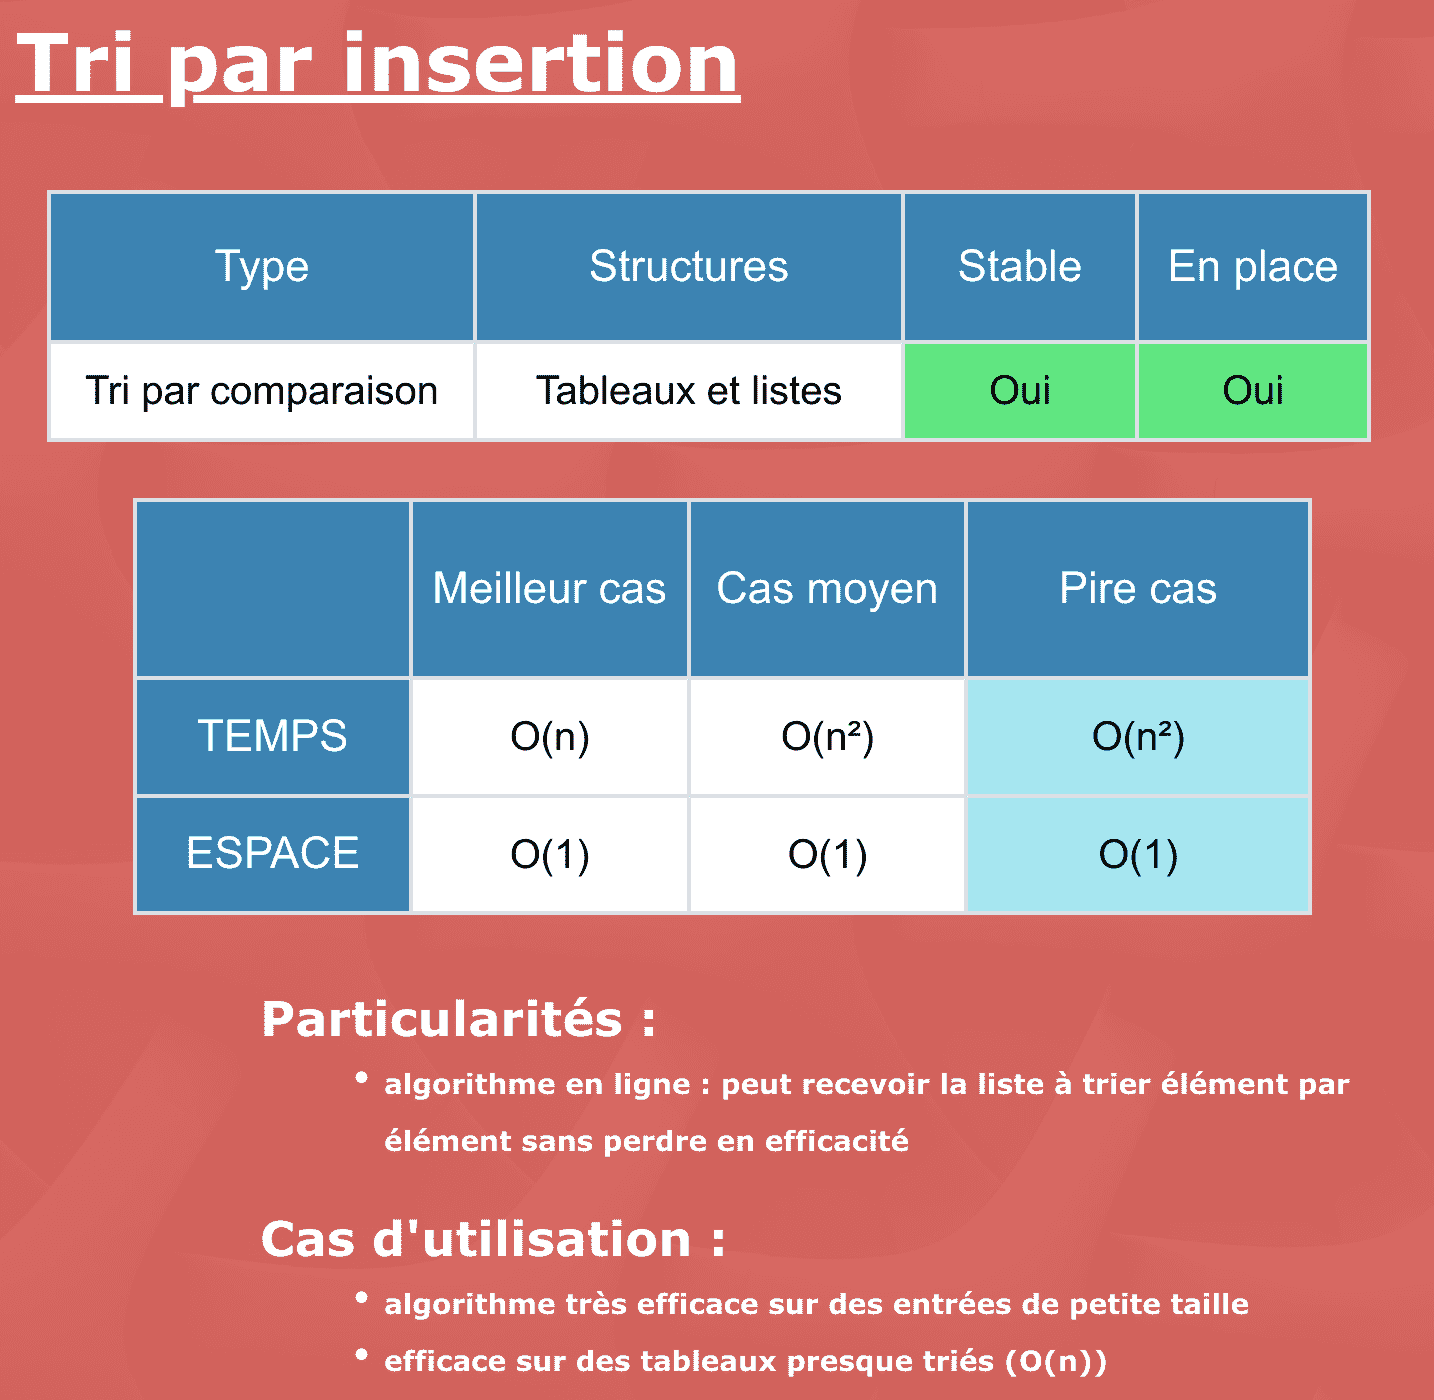 Tri par insertion
Type Structures Stable En place
Tri par comparaison Tableaux et listes Oui Oui
Meilleur cas Cas moyen Pire cas
TEMPS O(n) O(n²) O(n²)
ESPACE O(1) O(1) O(1)
Particularités :
• algorithme en ligne : peut recevoir la liste à trier élément par
élément sans perdre en efficacité
Cas d'utilisation :
• algorithme très efficace sur des entrées de petite taille
• efficace sur des tableaux presque triés (O(n))